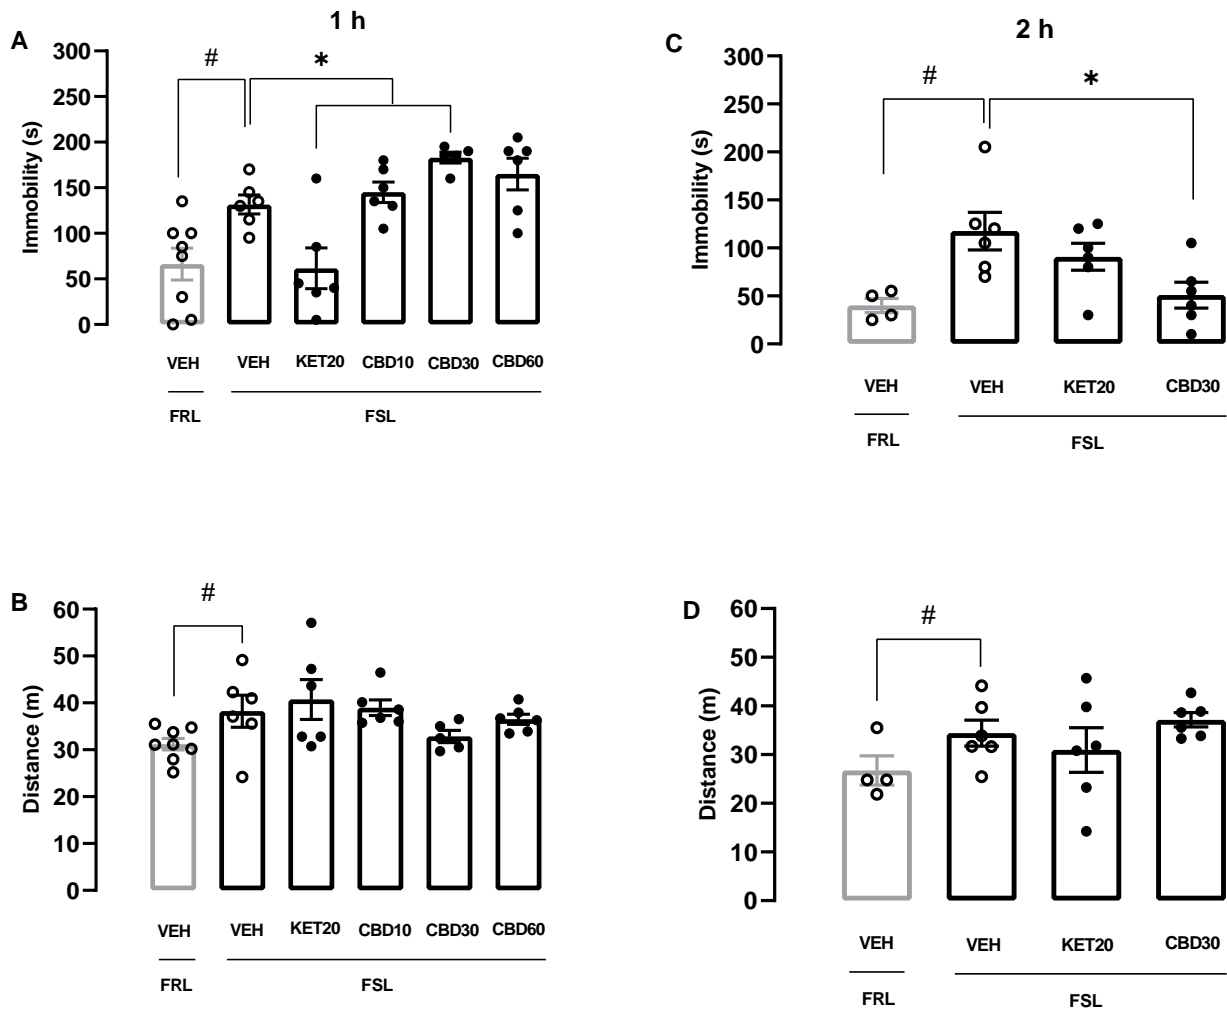 1 h
A
Immobility (s)
300
250
200
150
100
50
0
#
*
VEH
VEH
KET20
CBD10
CBD30
CBD60
FRL
FSL
2 h
C
Immobility (s)
300
250
200
150
100
50
0
#
*
VEH
VEH
KET20
CBD30
FRL
FSL
B
Distance (m)
60
50
40
30
20
10
0
#
VEH
VEH
KET20
CBD10
CBD30
CBD60
FRL
FSL
D
Distance (m)
60
50
40
30
20
10
0
#
VEH
VEH
KET20
CBD30
FRL
FSL